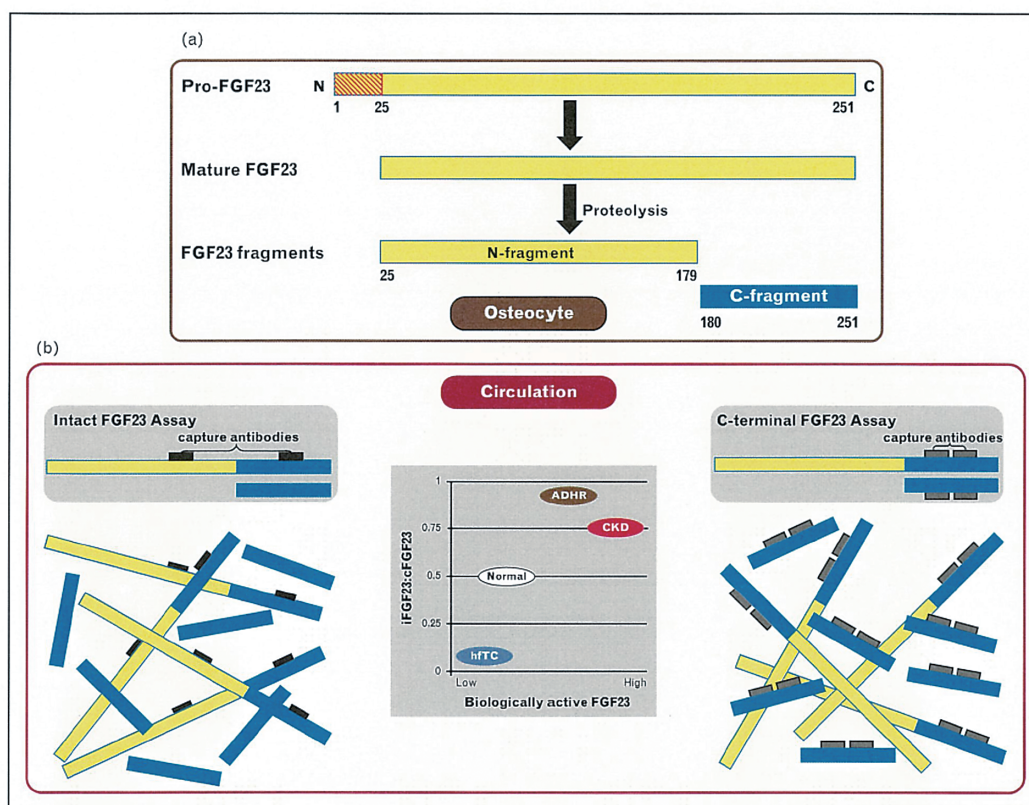 (a)
Pro-FGF23 N C
1 25 251
Mature FGF23
Proteolysis
FGF23 fragments N-fragment
25 179
C-fragment
Osteocyte 180 251
(b)
Circulation
Intact FGF23 Assay
capture antibodies
C-terminal FGF23 Assay
capture antibodies
iFGF23:cFGF23
1
ADHR
0.75 CKD
0.5 Normal
0.25
hfTC
0
Low High
Biologically active FGF23